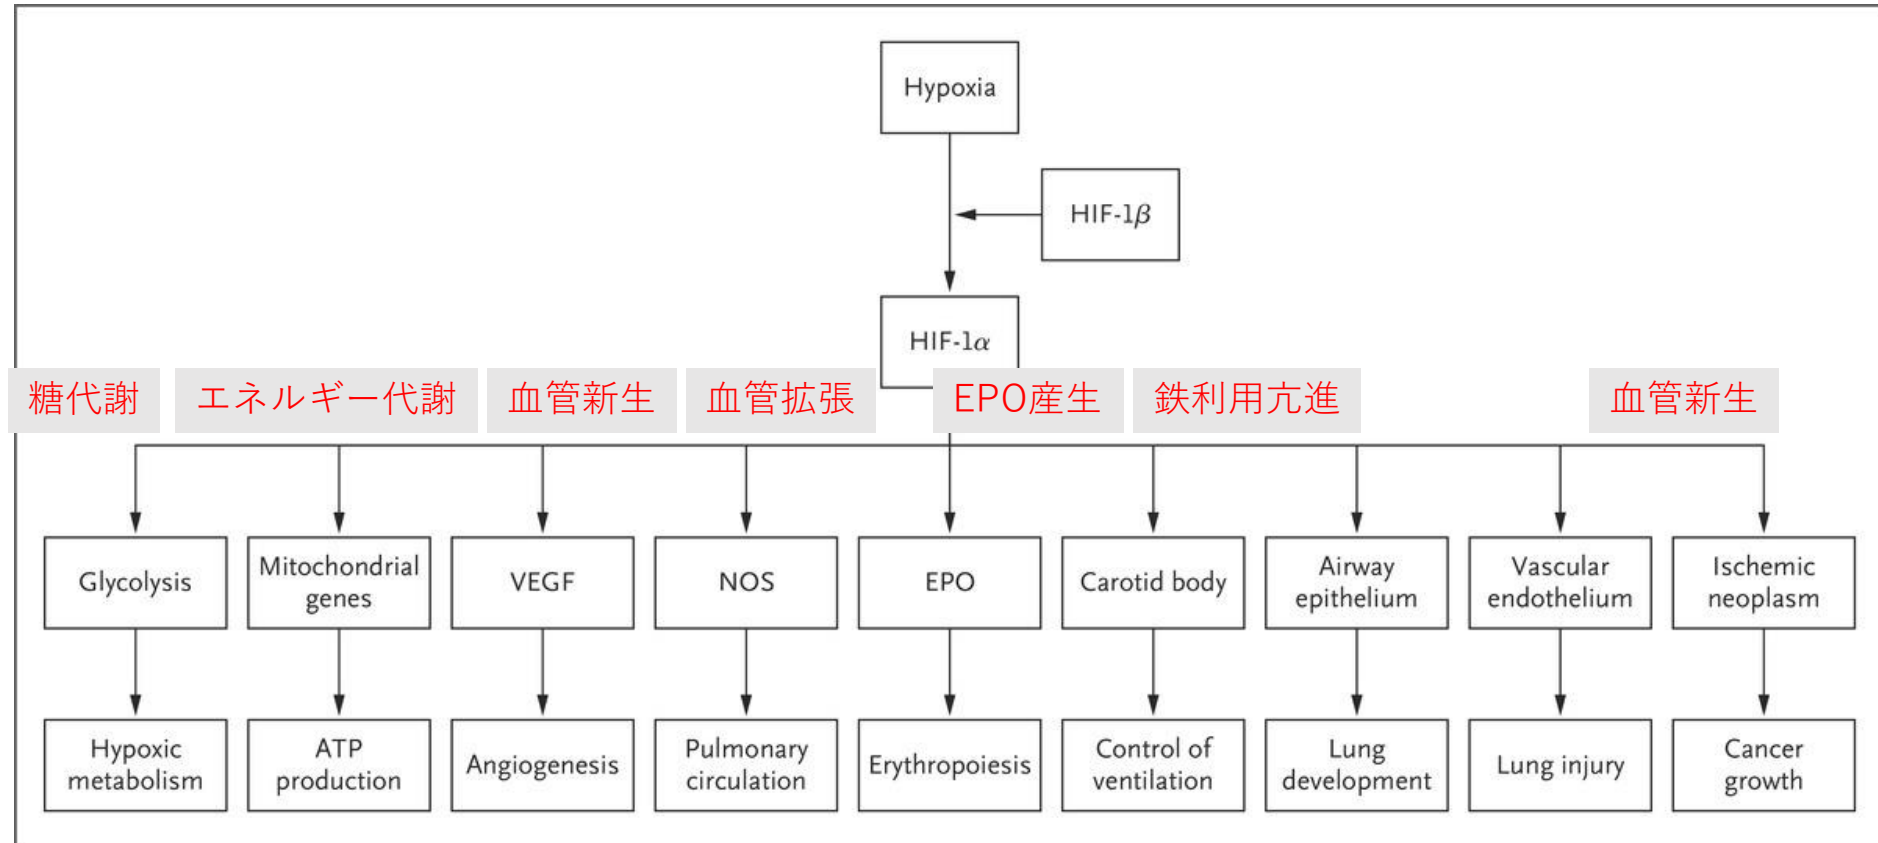 Hypoxia
HIF-1β
HIF-1α
糖代謝
エネルギー代謝
血管新生
血管拡張
EPO産生
鉄利用亢進
血管新生
Glycolysis
Mitochondrial
genes
VEGF
NOS
EPO
Carotid body
Airway
epithelium
Vascular
endothelium
Ischemic
neoplasm
Hypoxic
metabolism
ATP
production
Angiogenesis
Pulmonary
circulation
Erythropoiesis
Control of
ventilation
Lung
development
Lung injury
Cancer
growth